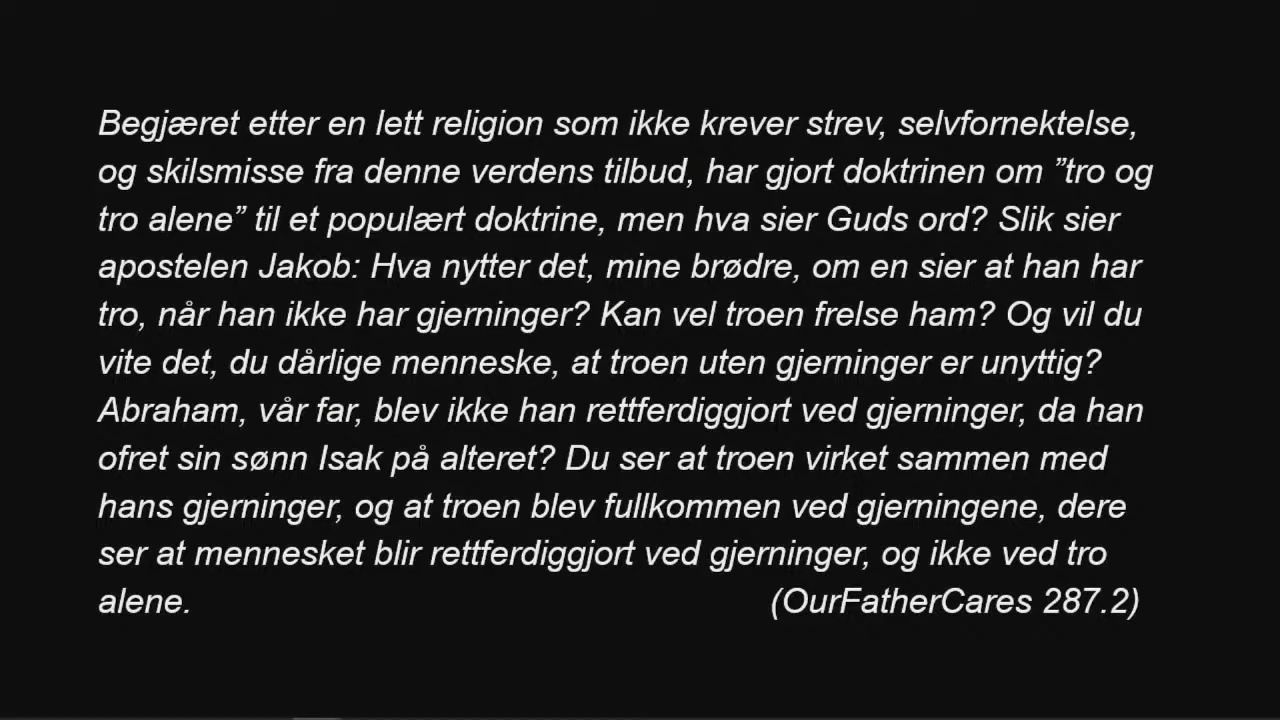 Begjæret etter en lett religion som ikke krever strev, selvfornektelse,
og skilsmisse fra denne verdens tilbud, har gjort doktrinen om ”tro og
tro alene” til et populært doktrine, men hva sier Guds ord? Slik sier
apostelen Jakob: Hva nytter det, mine brødre, om en sier at han har
tro, når han ikke har gjerninger? Kan vel troen frelse ham? Og vil du
vite det, du dårlige menneske, at troen uten gjerninger er unyttig?
Abraham, vår far, blev ikke han rettferdiggjort ved gjerninger, da han
ofret sin sønn Isak på alteret? Du ser at troen virket sammen med
hans gjerninger, og at troen blev fullkommen ved gjerningene, dere
ser at mennesket blir rettferdiggjort ved gjerninger, og ikke ved tro
alene. (OurFatherCares 287.2)